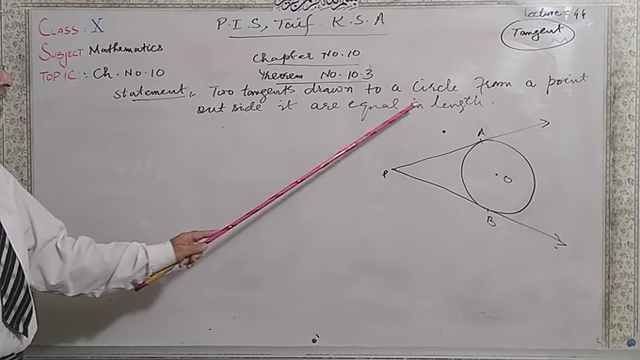 CLASS: X
P.I.S, Taif K.S.A
Lecture = 44
Tangent
SUBJECT Mathematics
TOPIC: Ch. No. 10
Chapter No. 10
Theorem No. 10.3
Statement: Two tangents drawn to a circle from a point
outside it are equal in length.
A
P
O
B